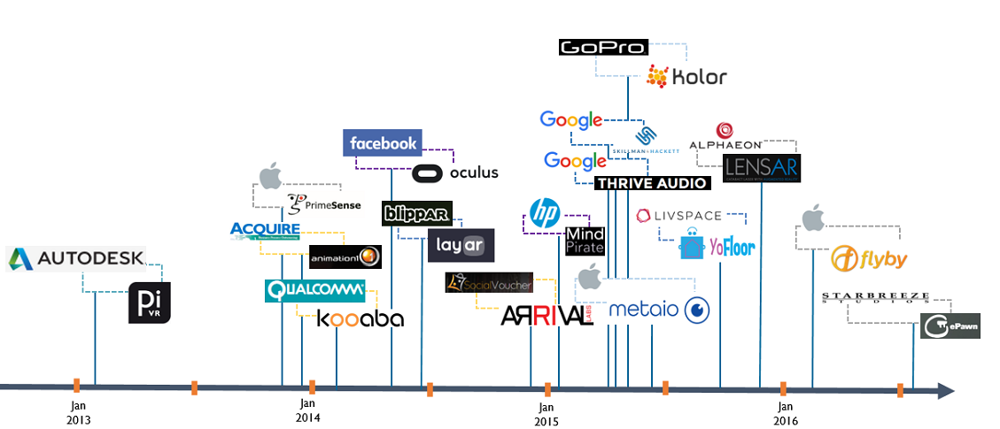 GoPro
kolor
Google
SKILLMAN+HACKETT
Google
THRIVE AUDIO
ALPHAEON
LENSAR
facebook
oculus
PrimeSense
ACQUIRE
animation1
blippAR
layar
hp
Mind
Pirate
LIVSPACE
YoFloor
flyby
AUTODESK
Pi
VR
QUALCOMM
kooaba
SocialVoucher
ARRIVAL
LABS
metaio
STARBREEZE
STUDIOS
ePawn
Jan
2013
Jan
2014
Jan
2015
Jan
2016